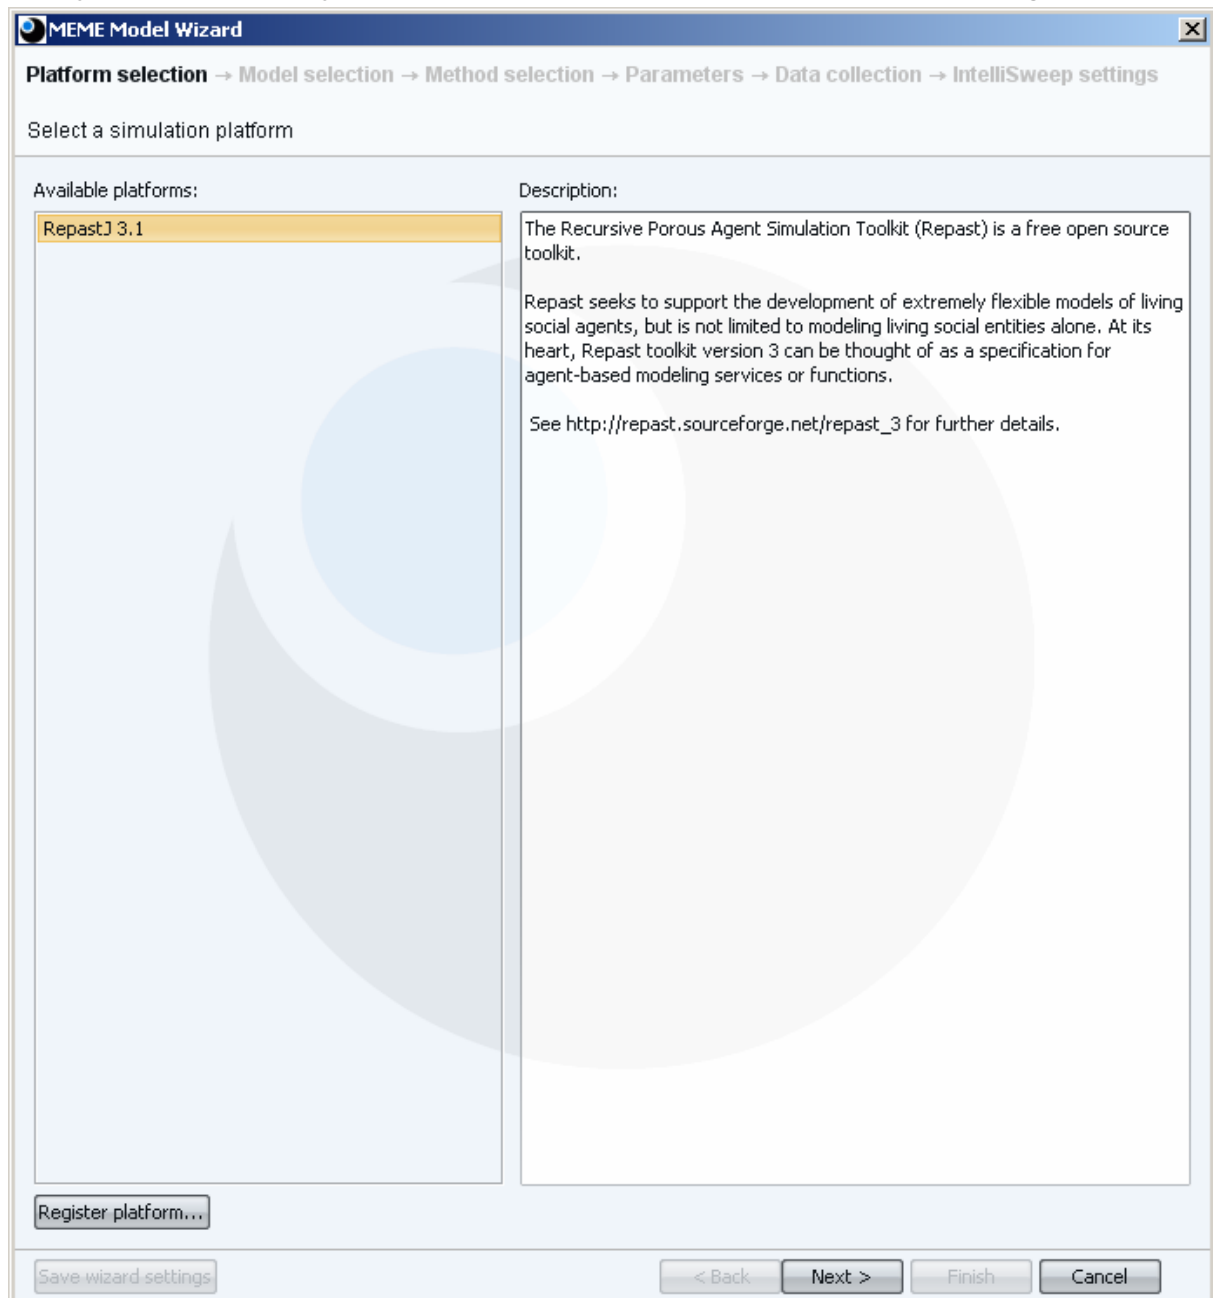 MEME Model Wizard
Platform selection → Model selection → Method selection → Parameters → Data collection → IntelliSweep settings
Select a simulation platform
Available platforms:
RepastJ 3.1
Description:
The Recursive Porous Agent Simulation Toolkit (Repast) is a free open source
toolkit.
Repast seeks to support the development of extremely flexible models of living
social agents, but is not limited to modeling living social entities alone. At its
heart, Repast toolkit version 3 can be thought of as a specification for
agent-based modeling services or functions.
See http://repast.sourceforge.net/repast_3 for further details.
Register platform...
Save wizard settings
< Back
Next >
Finish
Cancel